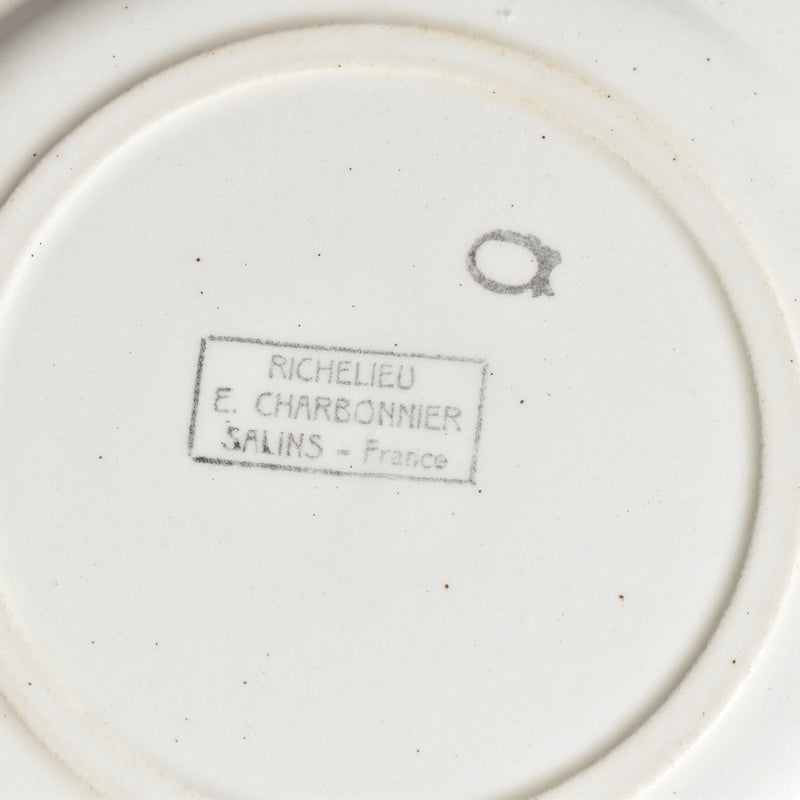 RICHELIEU
E. CHARBONNIER
SALINS - France